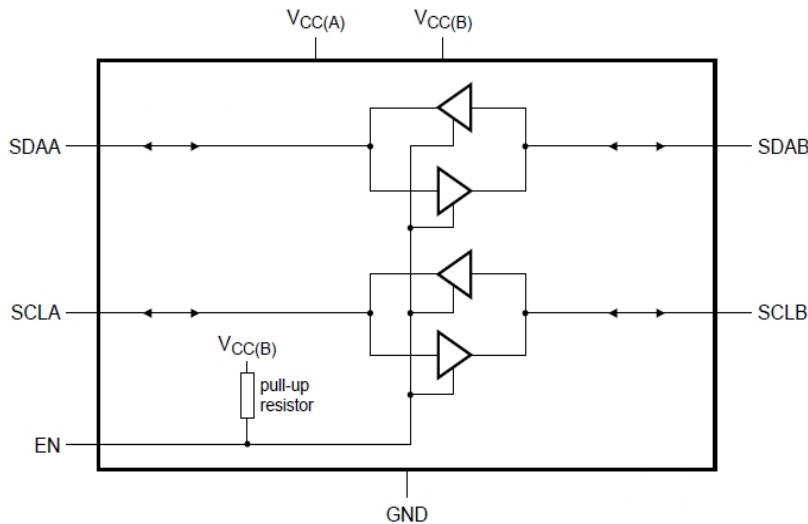 VCC(A)
VCC(B)
SDAA
SDAB
SCLA
SCLB
VCC(B)
pull-up
resistor
EN
GND